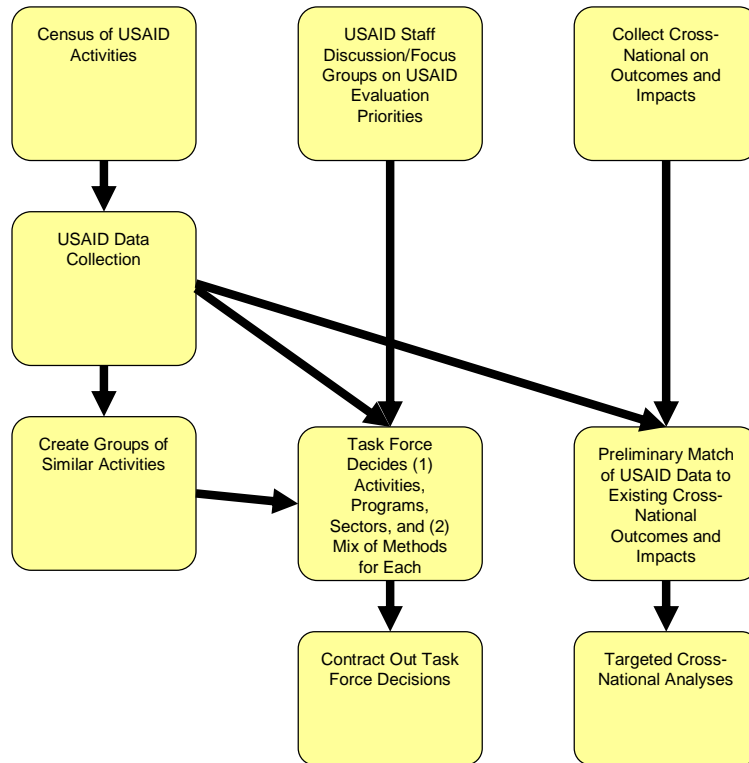 Census of USAID
Activities
USAID Staff
Discussion/Focus
Groups on USAID
Evaluation
Priorities
Collect Cross-
National on
Outcomes and
Impacts
USAID Data
Collection
Create Groups of
Similar Activities
Task Force
Decides (1)
Activities,
Programs,
Sectors, and (2)
Mix of Methods
for Each
Preliminary Match
of USAID Data to
Existing Cross-
National
Outcomes and
Impacts
Contract Out Task
Force Decisions
Targeted Cross-
National Analyses